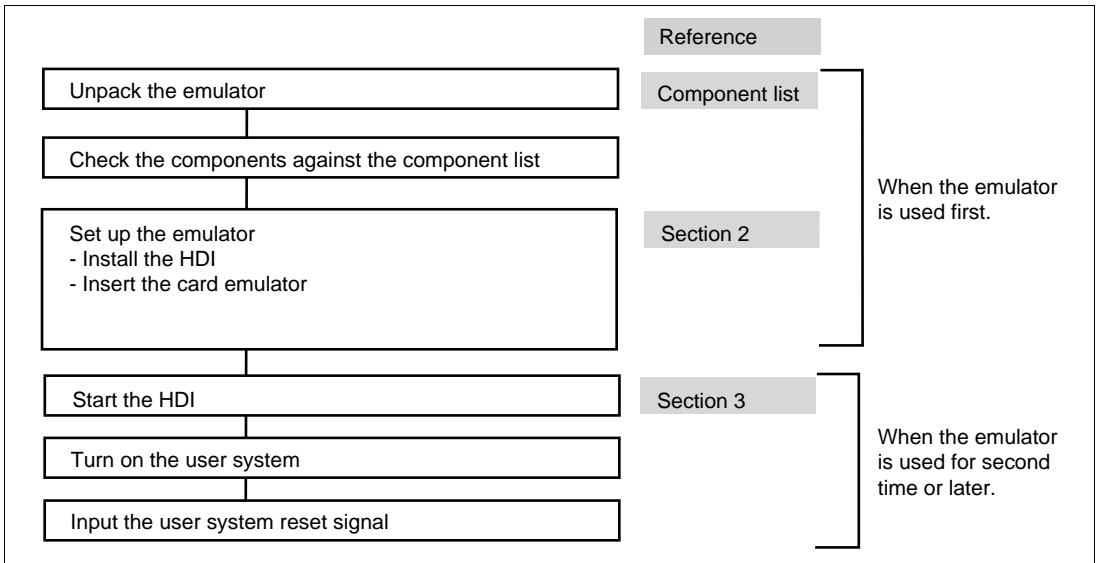 Reference
Unpack the emulator
Component list
Check the components against the component list
When the emulator
is used first.
Set up the emulator
- Install the HDI
- Insert the card emulator
Section 2
Start the HDI
Section 3
Turn on the user system
When the emulator
is used for second
time or later.
Input the user system reset signal